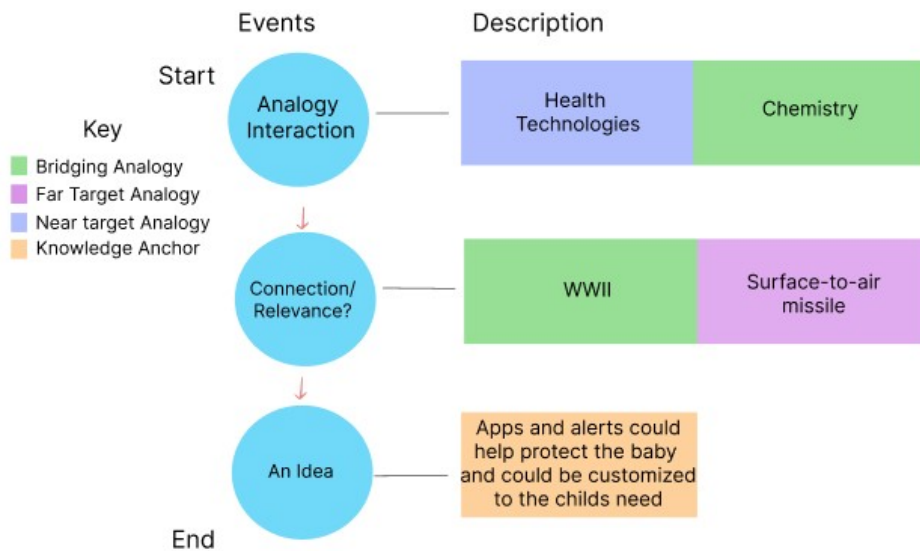 Events
Description
Start
Analogy
Interaction
Health
Technologies
Chemistry
Key
Bridging Analogy
Far Target Analogy
Near target Analogy
Knowledge Anchor
Connection/
Relevance?
WWII
Surface-to-air
missile
An Idea
Apps and alerts could
help protect the baby
and could be customized
to the childs need
End